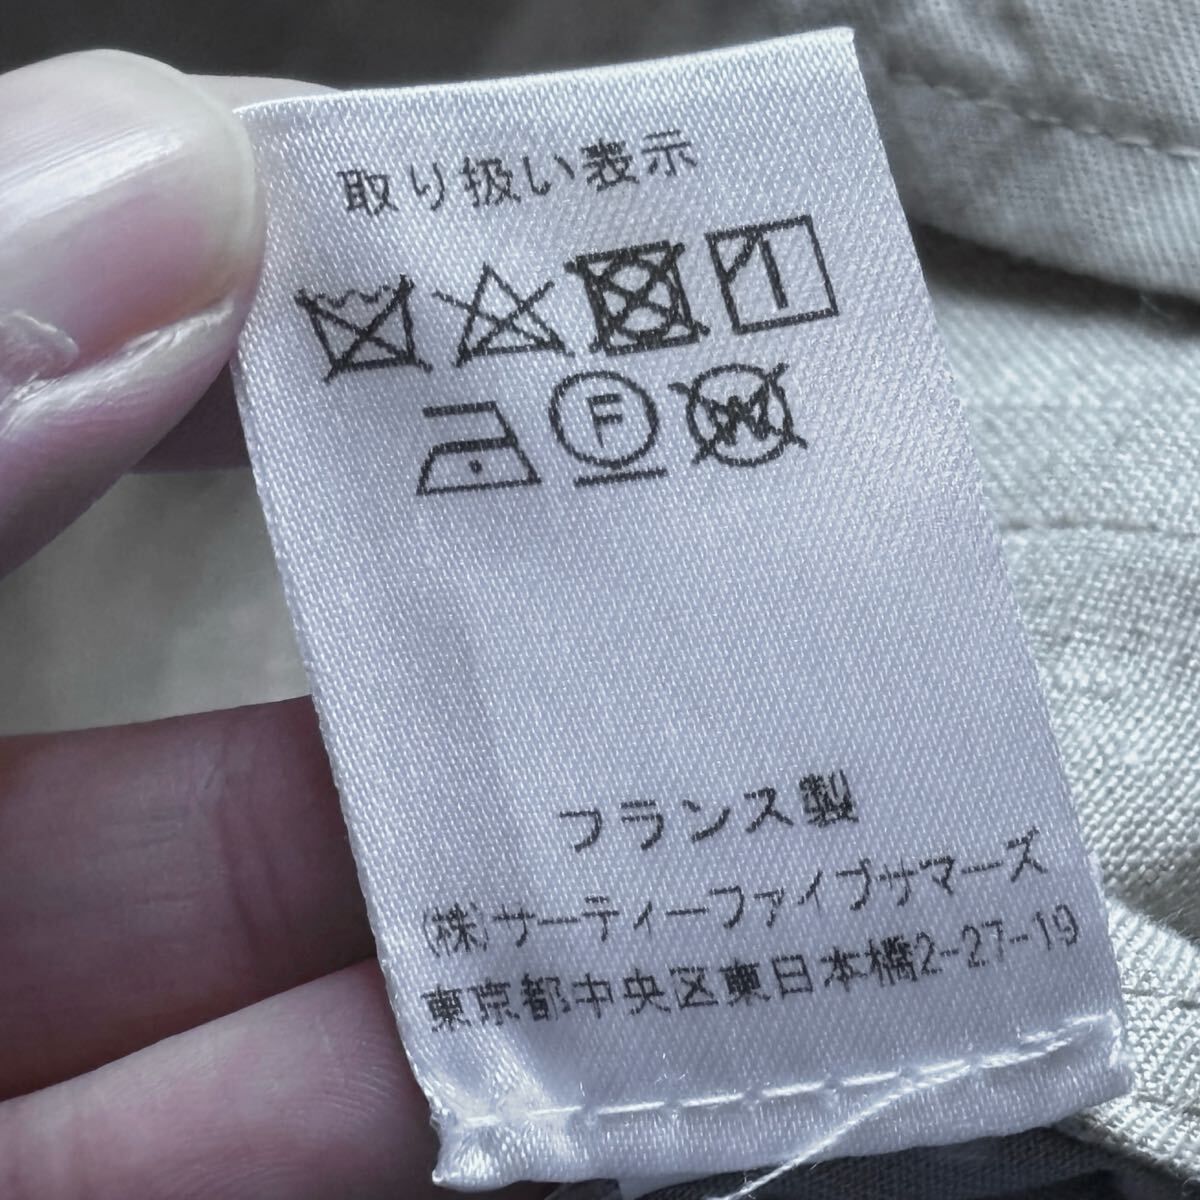 取り扱い表示
F
W
フランス製
(株)サーティーファイブサマーズ
東京都中央区東日本橋2-27-19